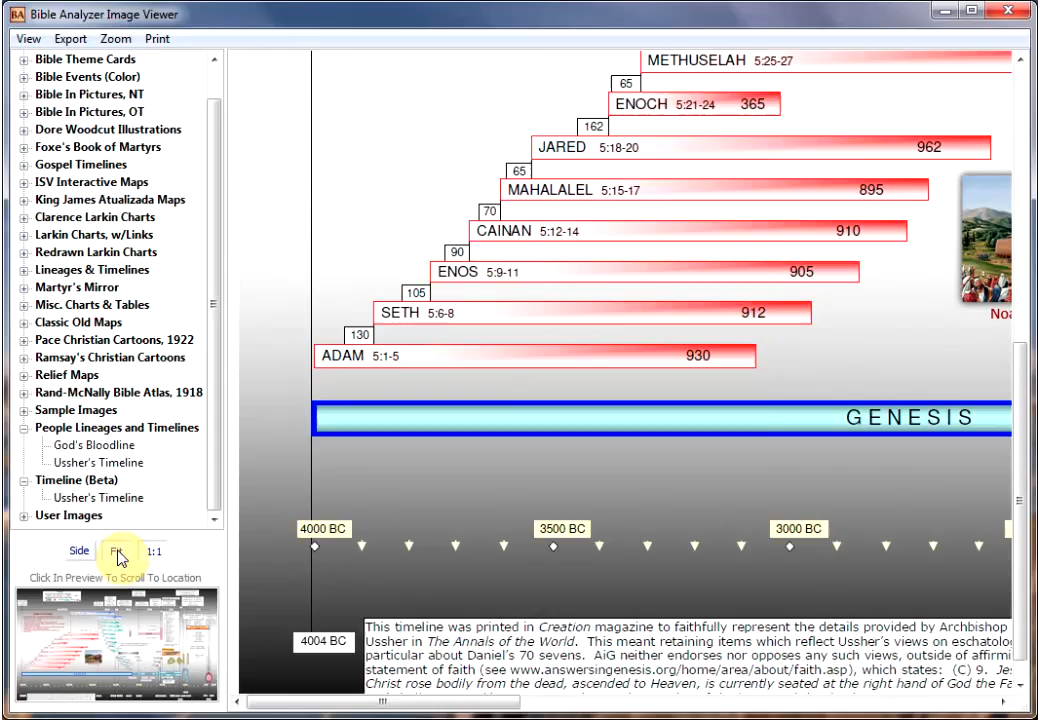 Bible Analyzer Image Viewer
View Export Zoom Print
Bible Theme Cards
Bible Events (Color)
Bible In Pictures, NT
Bible In Pictures, OT
Dore Woodcut Illustrations
Foxe's Book of Martyrs
Gospel Timelines
ISV Interactive Maps
King James Atualizada Maps
Clarence Larkin Charts
Larkin Charts, w/Links
Redrawn Larkin Charts
Lineages & Timelines
Martyr's Mirror
Misc. Charts & Tables
Classic Old Maps
Pace Christian Cartoons, 1922
Ramsay's Christian Cartoons
Relief Maps
Rand-McNally Bible Atlas, 1918
Sample Images
People Lineages and Timelines
God's Bloodline
Ussher's Timeline
Timeline (Beta)
Ussher's Timeline
User Images
Side Fit 1:1
Click In Preview To Scroll To Location
METHUSELAH 5:25-27
65
ENOCH 5:21-24 365
162
JARED 5:18-20 962
65
MAHALALEL 5:15-17 895
70
CAINAN 5:12-14 910
90
ENOS 5:9-11 905
105
SETH 5:6-8 912
130
ADAM 5:1-5 930
Noa
GENESIS
4000 BC 3500 BC 3000 BC
4004 BC
This timeline was printed in Creation magazine to faithfully represent the details provided by Archbishop
Ussher in The Annals of the World. This meant retaining items which reflect Ussher's views on eschatolo
particular about Daniel's 70 sevens. AiG neither endorses nor opposes any such views, outside of affirmi
statement of faith (see www.answersingenesis.org/home/area/about/faith.asp), which states: (C) 9. Jes
Christ rose bodily from the dead, ascended to Heaven, is currently seated at the right hand of God the Fa